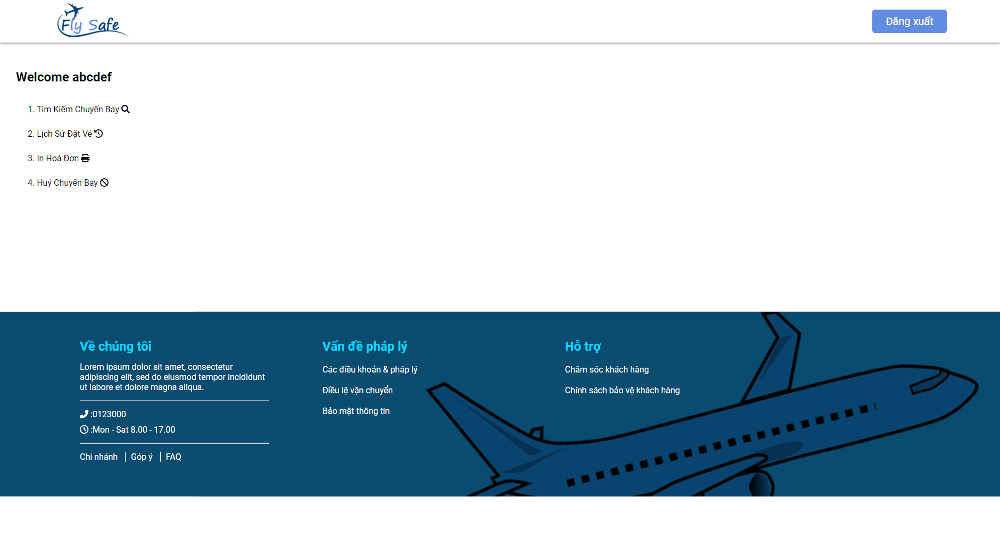 Fly Safe
Đăng xuất
Welcome abcdef
1. Tìm Kiếm Chuyến Bay
2. Lịch Sử Đặt Vé
3. In Hoá Đơn
4. Huỷ Chuyến Bay
Về chúng tôi
Lorem ipsum dolor sit amet, consectetur
adipiscing elit, sed do eiusmod tempor incididunt
ut labore et dolore magna aliqua.
:0123000
:Mon - Sat 8.00 - 17.00
Chi nhánh
Góp ý
FAQ
Vấn đề pháp lý
Các điều khoản & pháp lý
Điều lệ vận chuyển
Bảo mật thông tin
Hỗ trợ
Chăm sóc khách hàng
Chính sách bảo vệ khách hàng